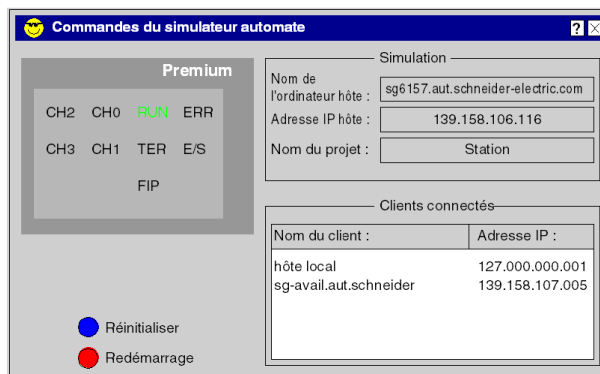 Commandes du simulateur automate
?
Premium
CH2 CH0 RUN ERR
CH3 CH1 TER E/S
FIP
Réinitialiser
Redémarrage
Simulation
Nom de
l'ordinateur hôte : sg6157.aut.schneider-electric.com
Adresse IP hôte : 139.158.106.116
Nom du projet : Station
Clients connectés
Nom du client : Adresse IP :
hôte local 127.000.000.001
sg-avail.aut.schneider 139.158.107.005